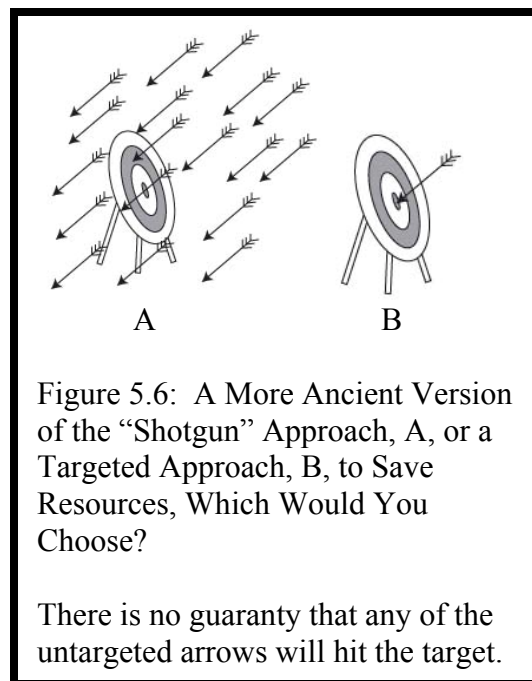 A B
Figure 5.6: A More Ancient Version
of the “Shotgun” Approach, A, or a
Targeted Approach, B, to Save
Resources, Which Would You
Choose?
There is no guaranty that any of the
untargeted arrows will hit the target.